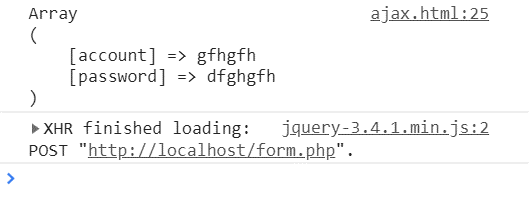 Array ajax.html:25
(
[account] => gfhgfh
[password] => dfghgfh
)
XHR finished loading: jquery-3.4.1.min.js:2
POST "http://localhost/form.php".